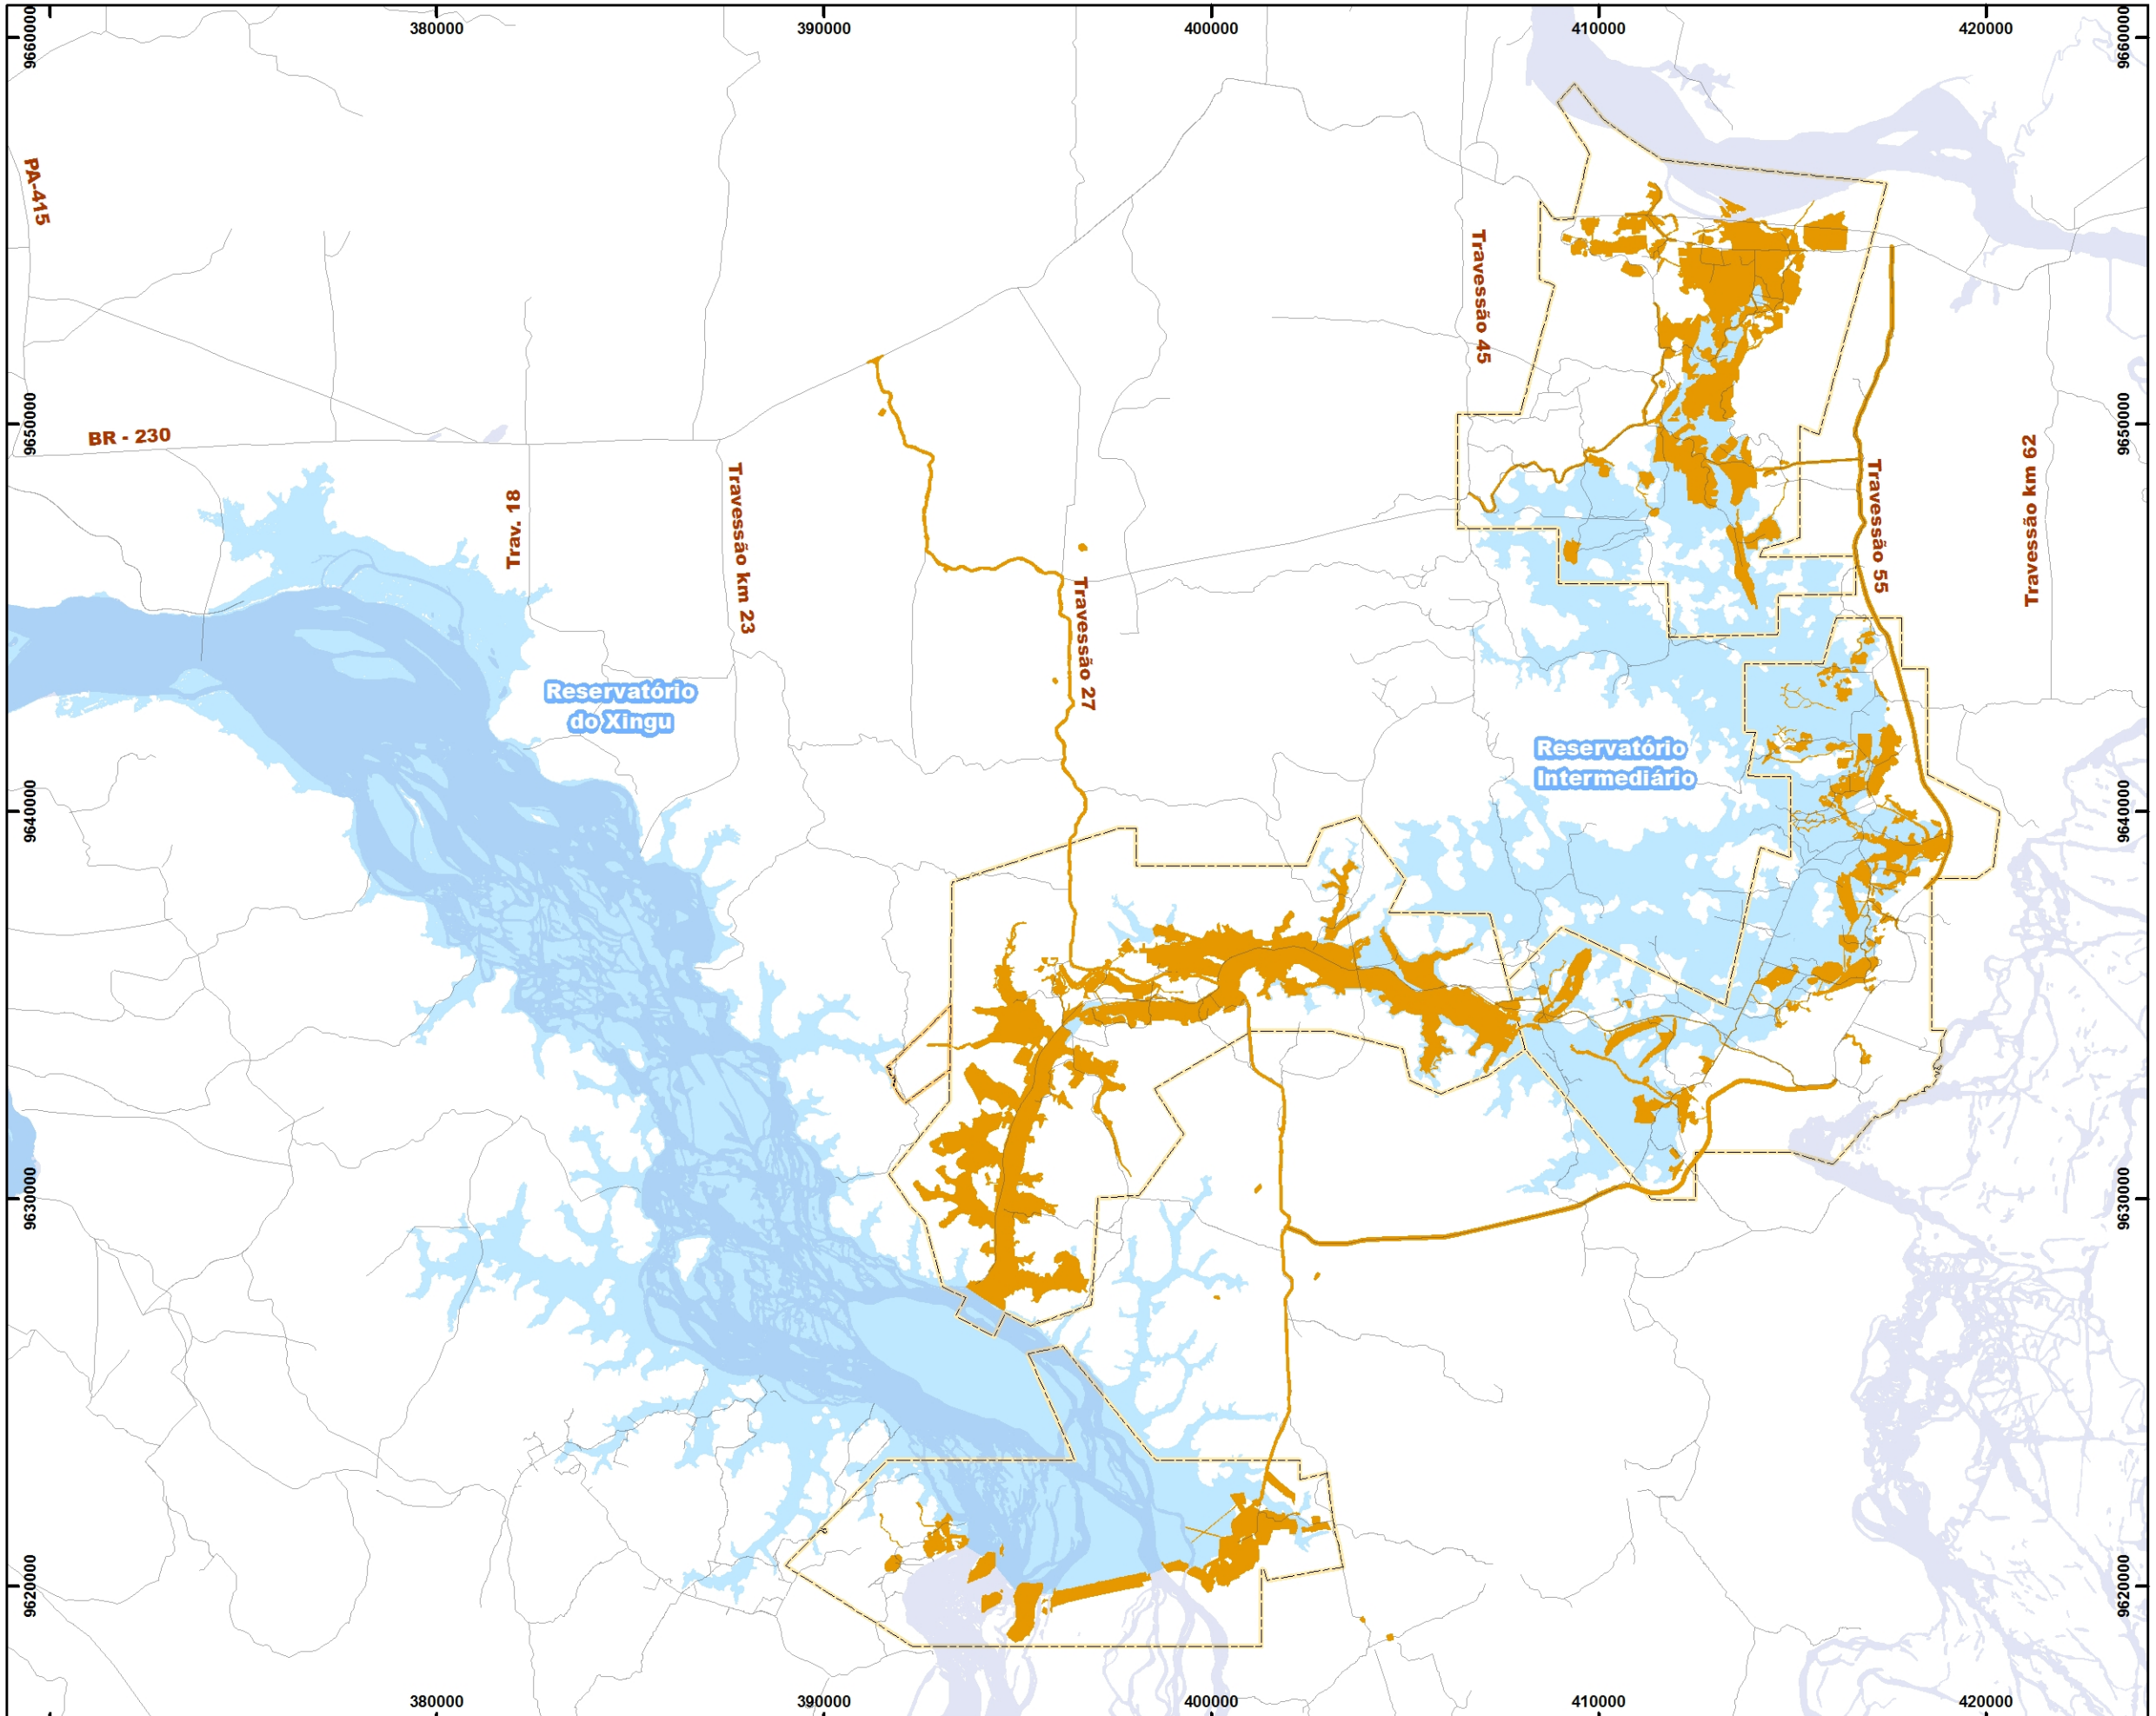 380000
390000
400000
410000
420000
9660000
9660000
PA-415
Travessão 45
BR - 230
9650000
9650000
Trav. 18
Travessão km 23
Travessão 27
Travessão 55
Travessão km 62
Reservatório
do Xingu
Reservatório
Intermediário
9640000
9640000
9630000
9630000
9620000
9620000
380000
390000
400000
410000
420000